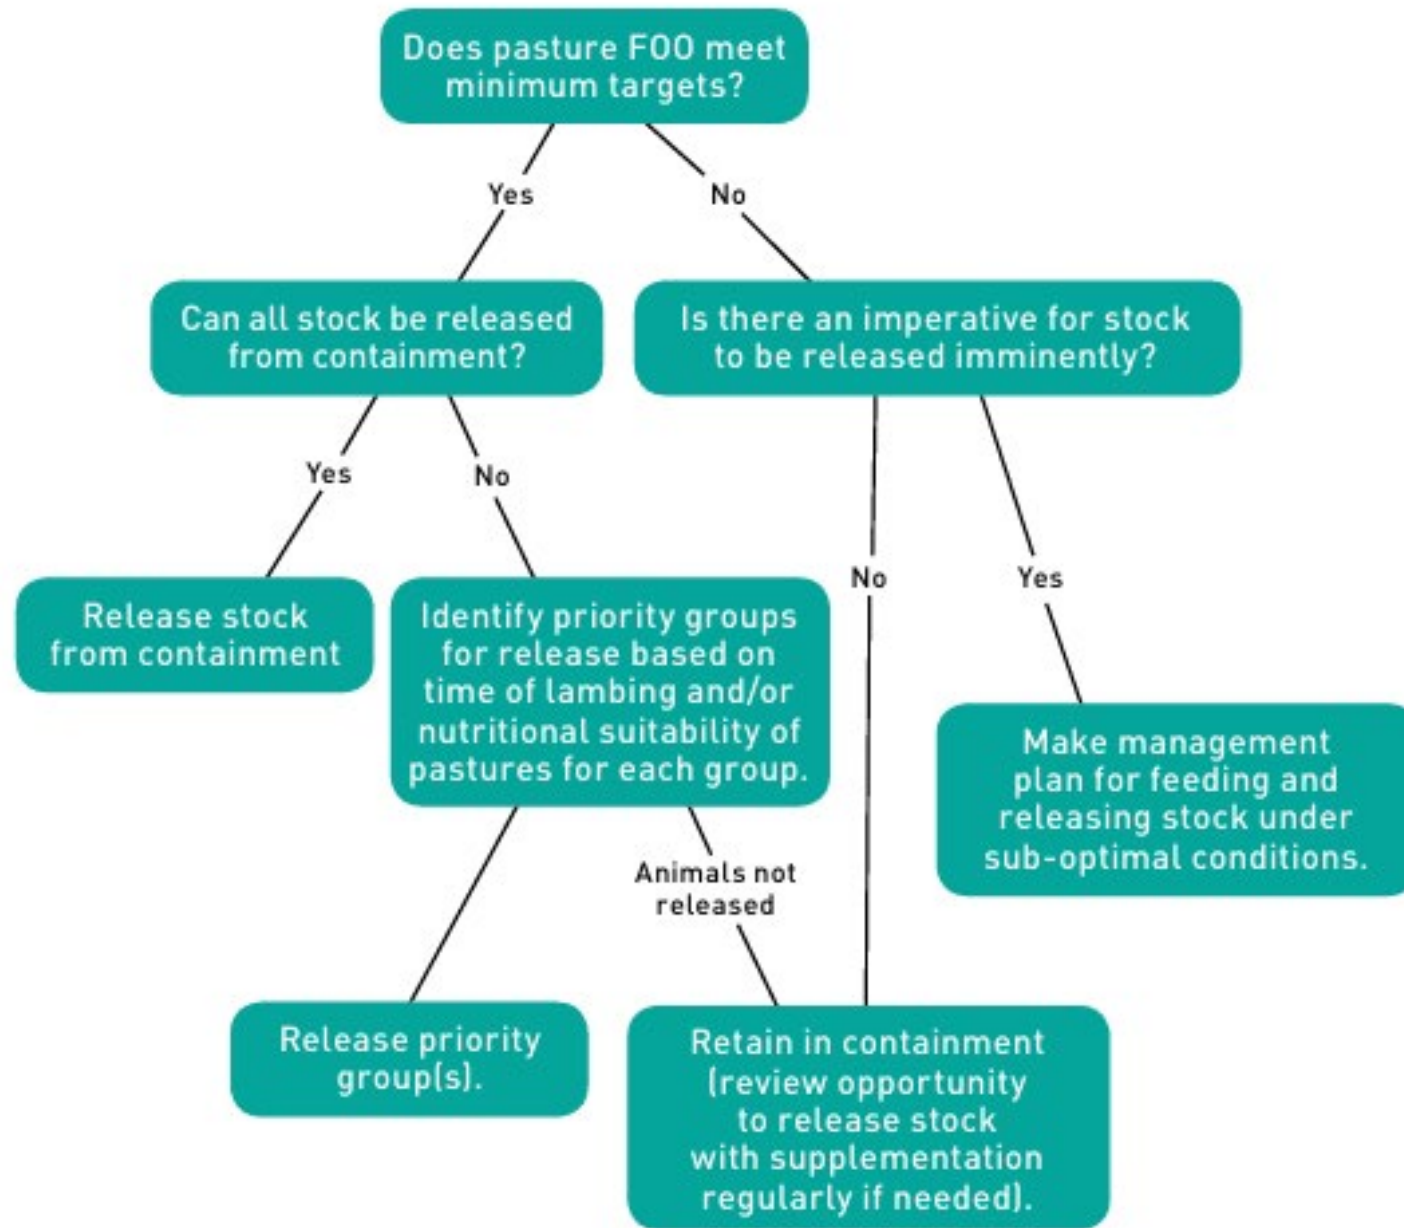 Does pasture FOO meet
minimum targets?
Yes
No
Can all stock be released
from containment?
Is there an imperative for stock
to be released imminently?
Yes
No
No
Yes
Release stock
from containment
Identify priority groups
for release based on
time of lambing and/or
nutritional suitability of
pastures for each group.
Make management
plan for feeding and
releasing stock under
sub-optimal conditions.
Animals not
released
Release priority
group(s).
Retain in containment
(review opportunity
to release stock
with supplementation
regularly if needed).